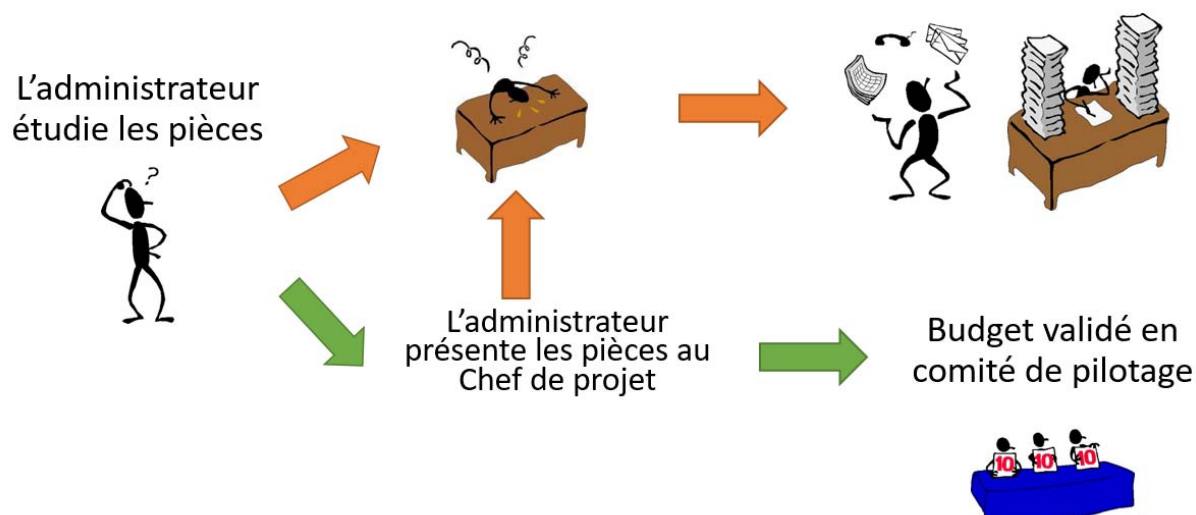 L'administrateur
étudie les pièces
?
L'administrateur
présente les pièces au
Chef de projet
Budget validé en
comité de pilotage
10 10 10